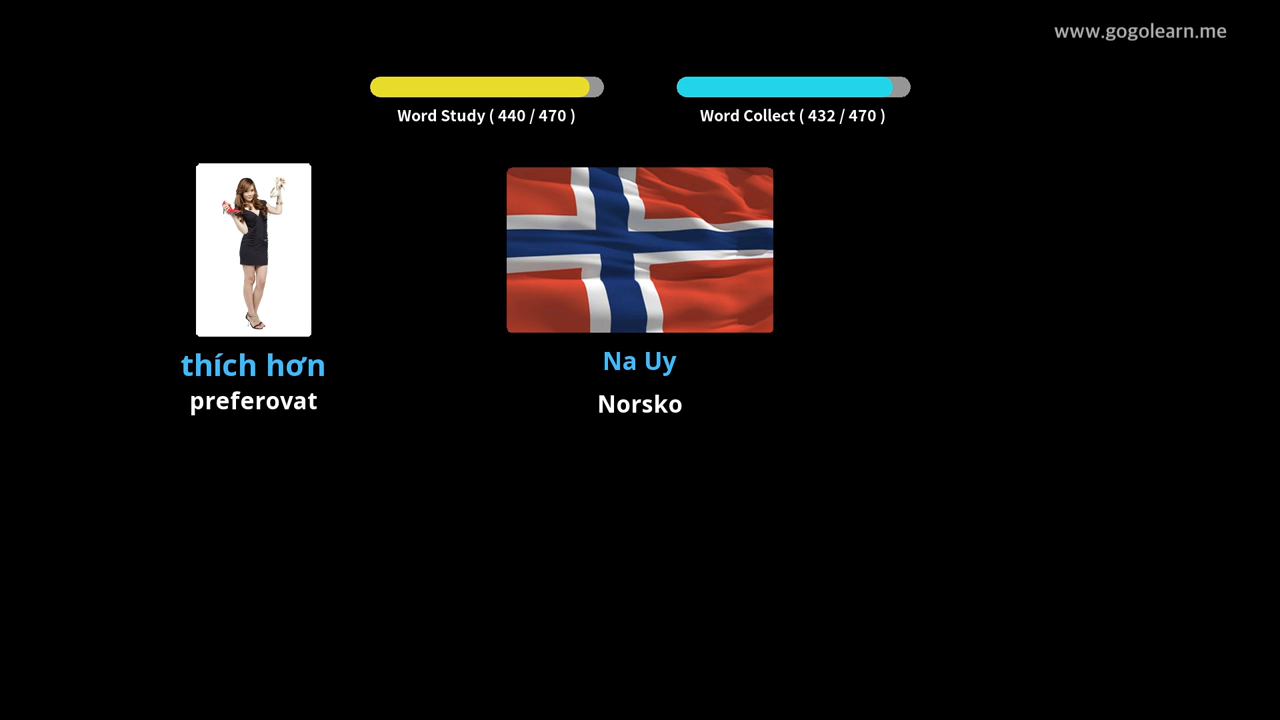 www.gogolearn.me
Word Study ( 440 / 470 )
Word Collect ( 432 / 470 )
thích hơn
preferovat
Na Uy
Norsko